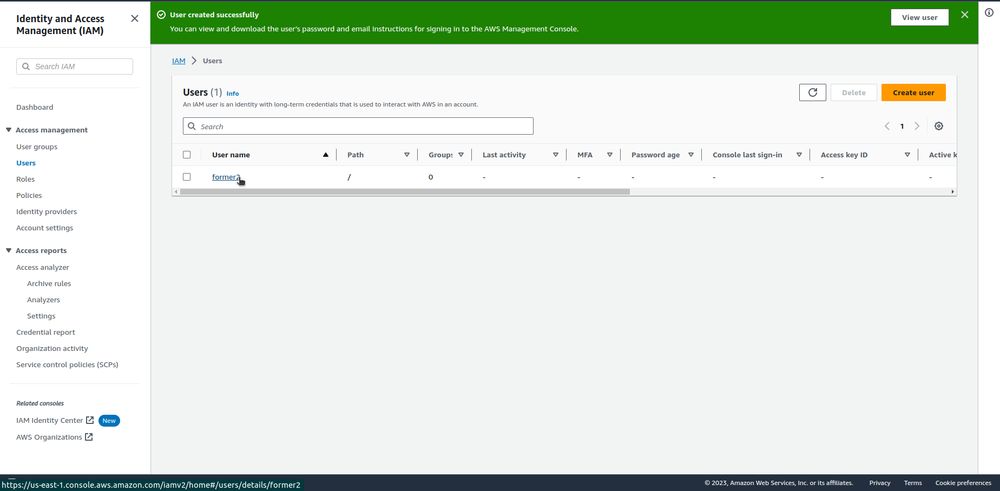 Identity and Access
Management (IAM)
Search IAM
Dashboard
Access management
User groups
Users
Roles
Policies
Identity providers
Account settings
Access reports
Access analyzer
Archive rules
Analyzers
Settings
Credential report
Organization activity
Service control policies (SCPs)
Related consoles
IAM Identity Center New
AWS Organizations
User created successfully
You can view and download the user's password and email instructions for signing in to the AWS Management Console.
View user
IAM Users
Users (1) Info
An IAM user is an identity with long-term credentials that is used to interact with AWS in an account.
Delete Create user
Search
1
User name Path Groups Last activity MFA Password age Console last sign-in Access key ID Active k
former2 / 0 - - - - - -
https://us-east-1.console.aws.amazon.com/iamv2/home#/users/details/former2
© 2023, Amazon Web Services, Inc. or its affiliates. Privacy Terms Cookie preferences